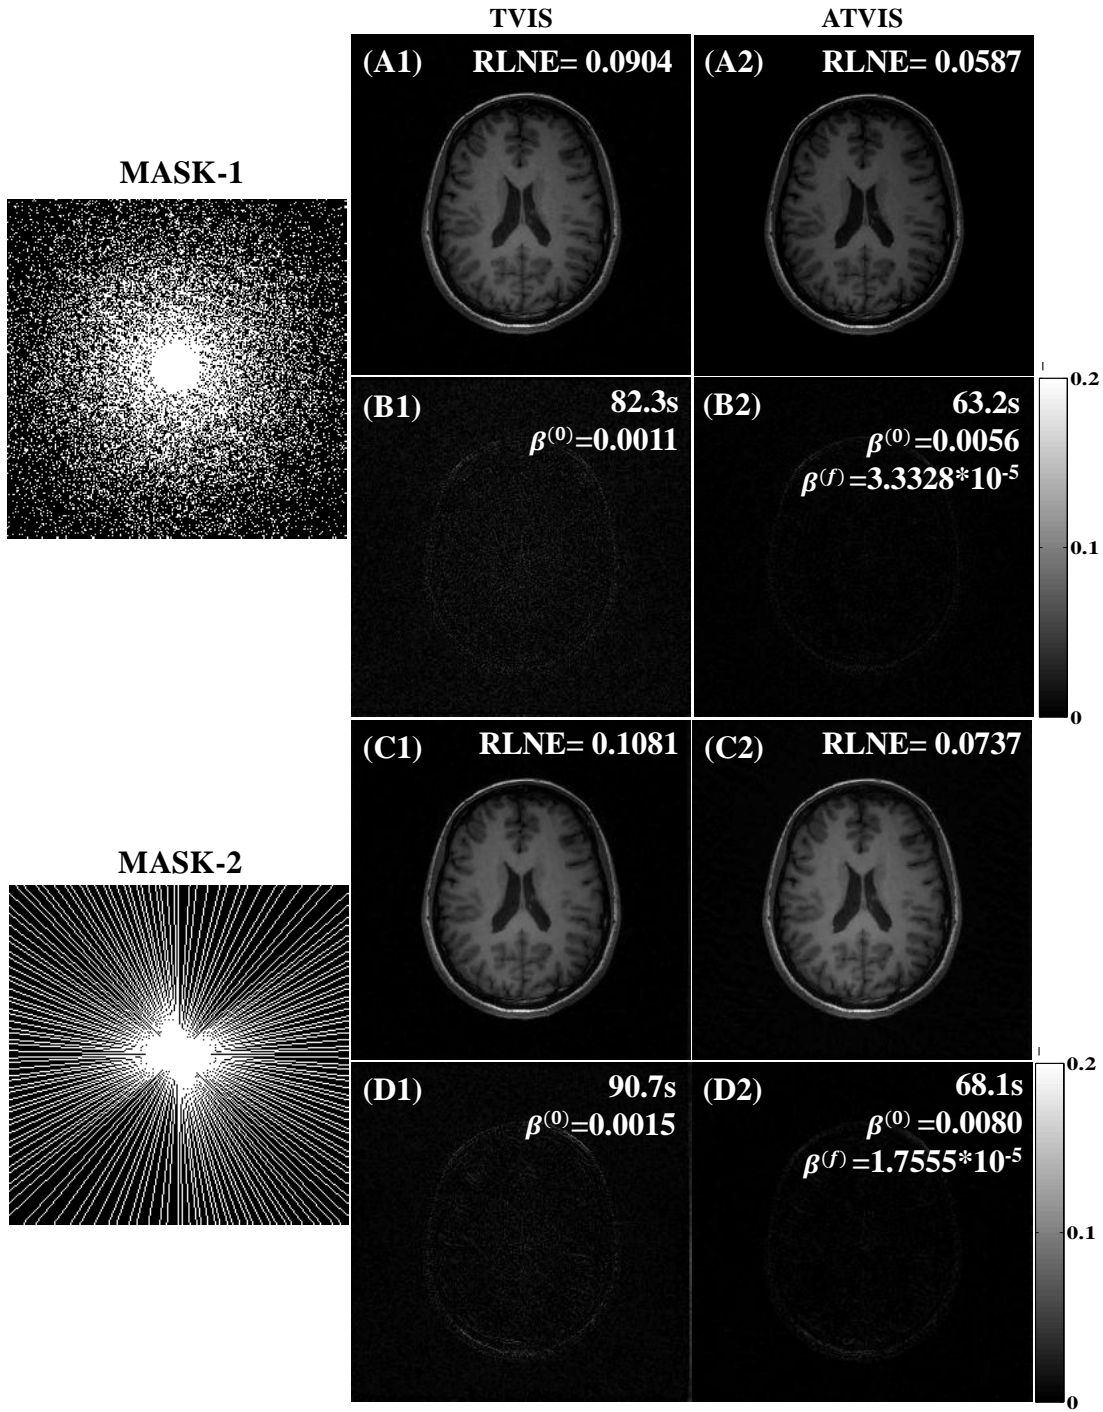 TVIS
ATVIS
(A1) RLNE= 0.0904
(A2) RLNE= 0.0587
MASK-1
(B1) 82.3s
β(0)=0.0011
(B2) 63.2s
β(0)=0.0056
β(f)=3.3328*10-5
0.2
0.1
0
(C1) RLNE= 0.1081
(C2) RLNE= 0.0737
MASK-2
(D1) 90.7s
β(0)=0.0015
(D2) 68.1s
β(0)=0.0080
β(f)=1.7555*10-5
0.2
0.1
0